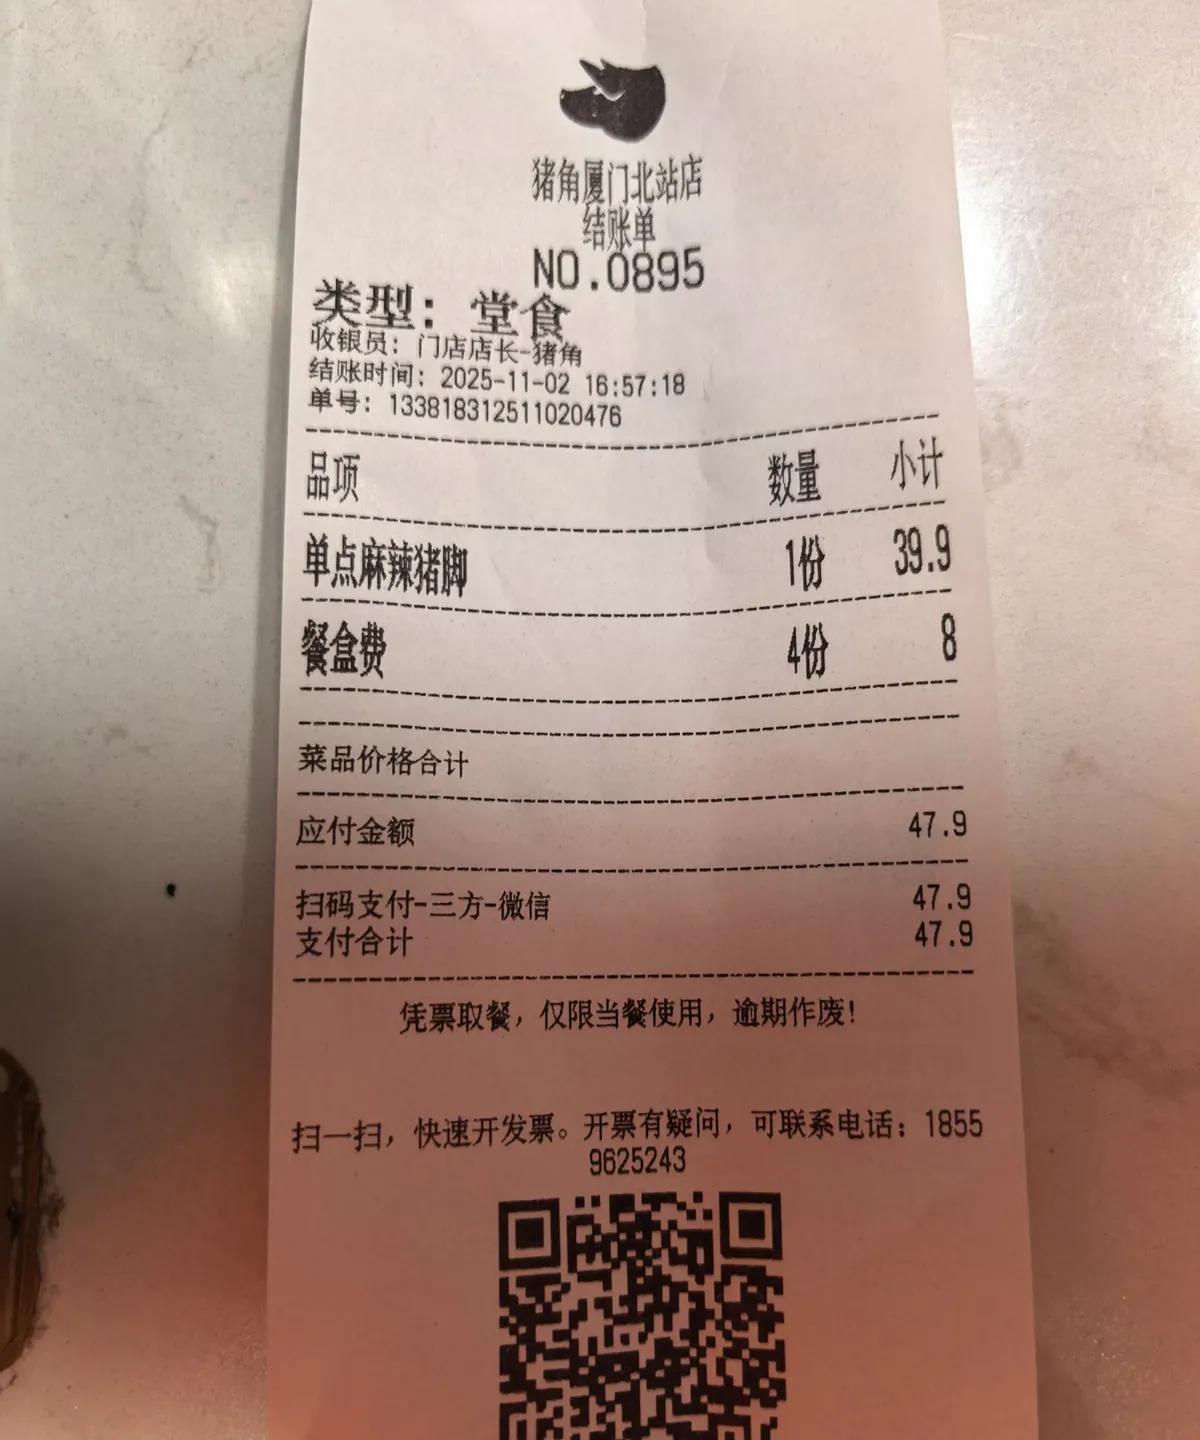 猪角厦门北站店
结账单
NO.0895
类型：堂食
收银员：门店店长-猪角
结账时间：2025-11-02 16:57:18
单号：133818312511020476
品项 数量 小计
单点麻辣猪脚 1份 39.9
餐盒费 4份 8
菜品价格合计
应付金额 47.9
扫码支付-三方-微信 47.9
支付合计 47.9
凭票取餐，仅限当餐使用，逾期作废！
扫一扫，快速开发票。开票有疑问，可联系电话：1855
9625243